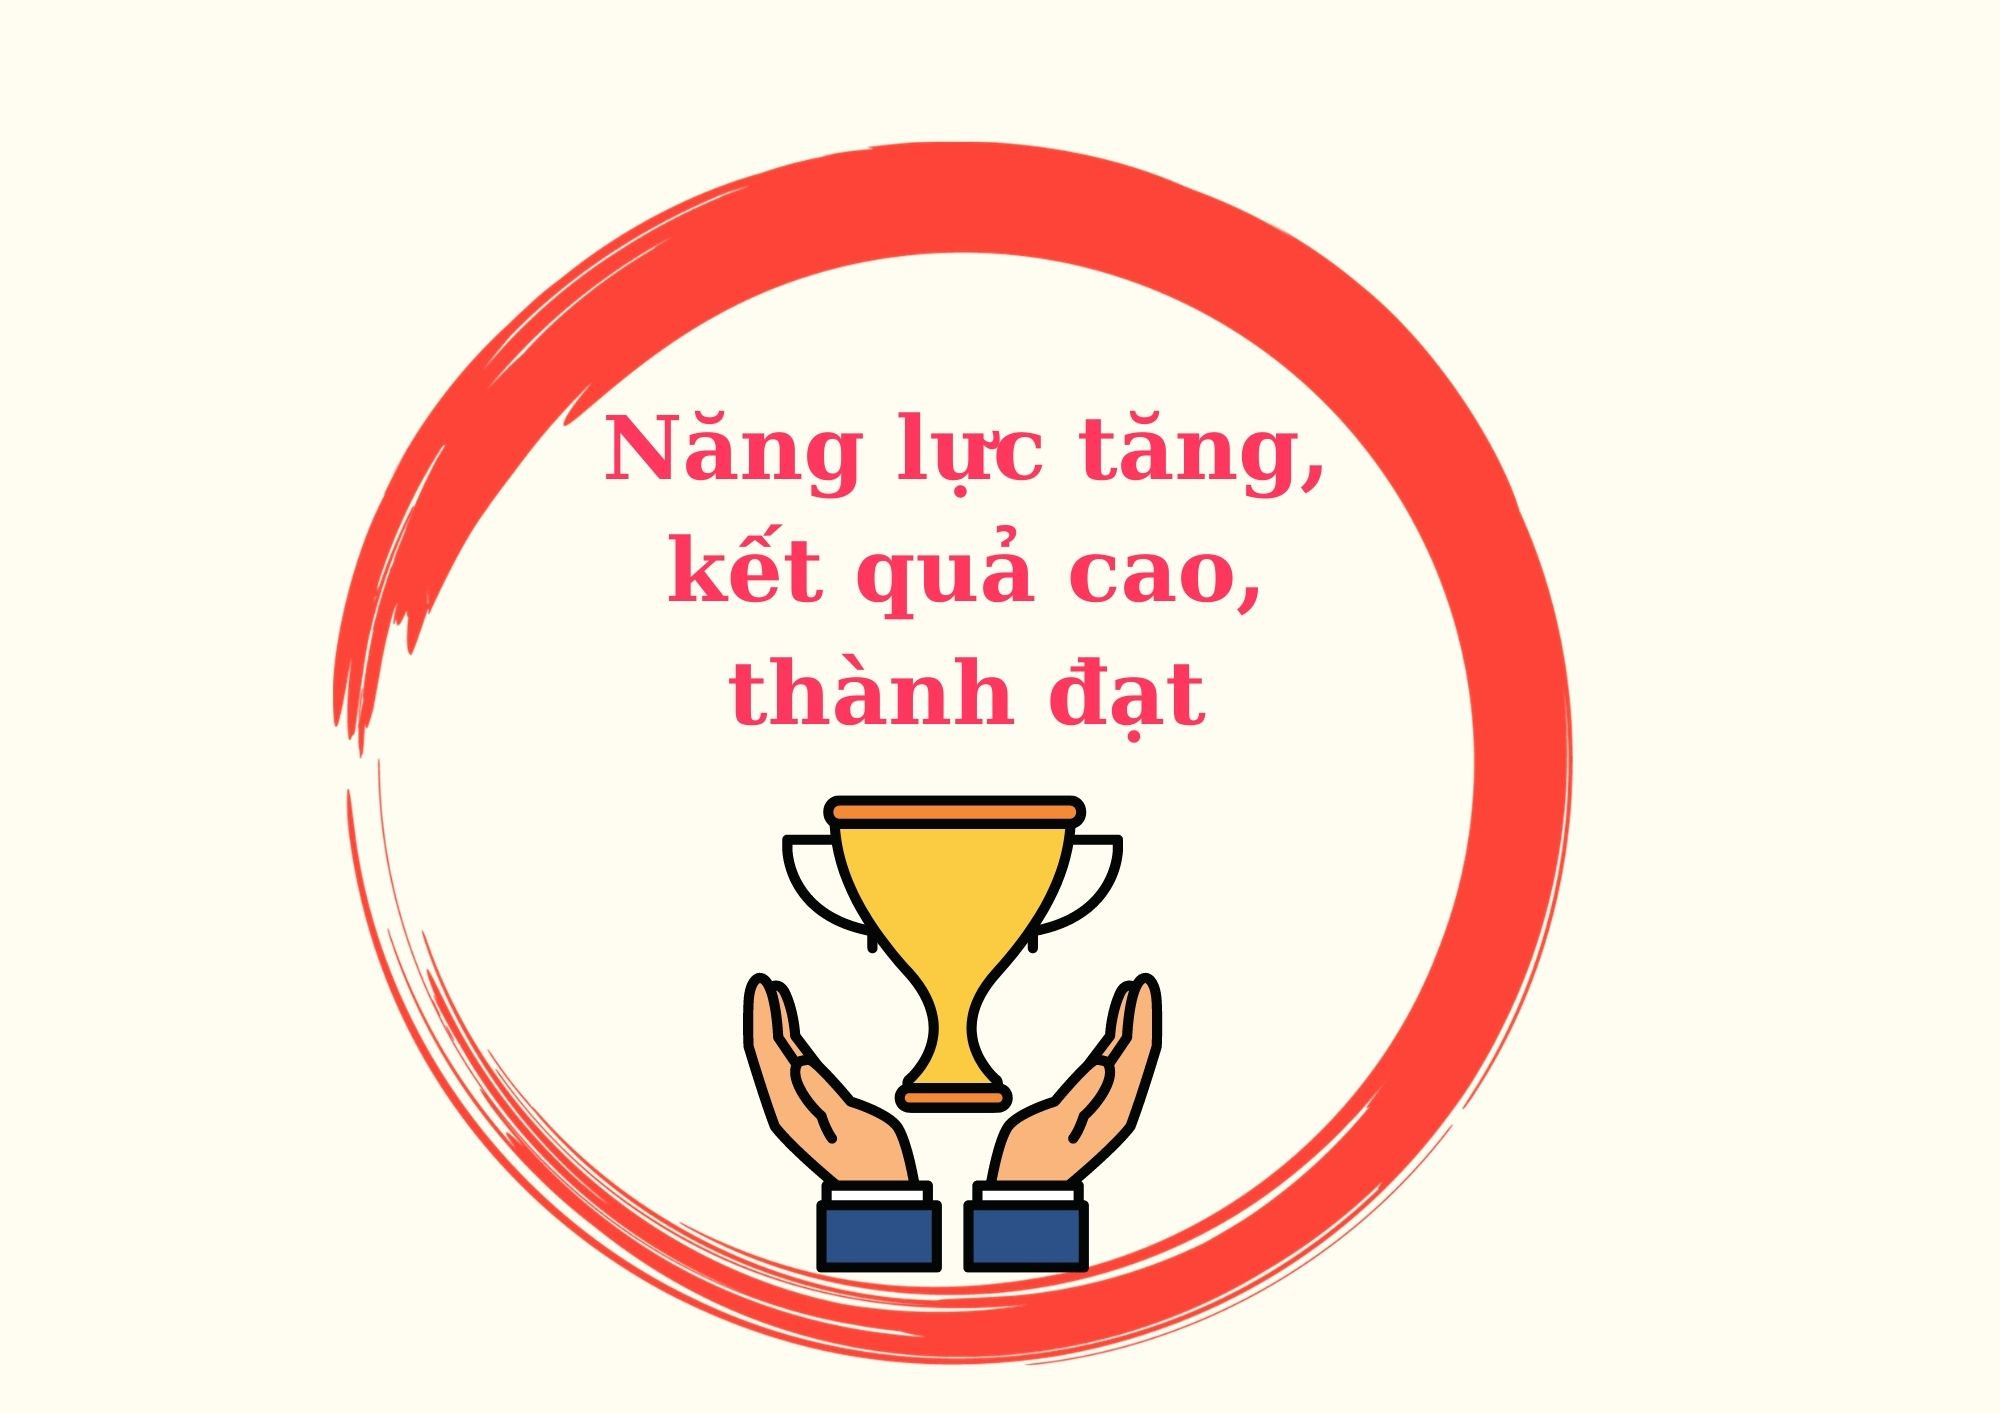 Năng lực tăng,
kết quả cao,
thành đạt